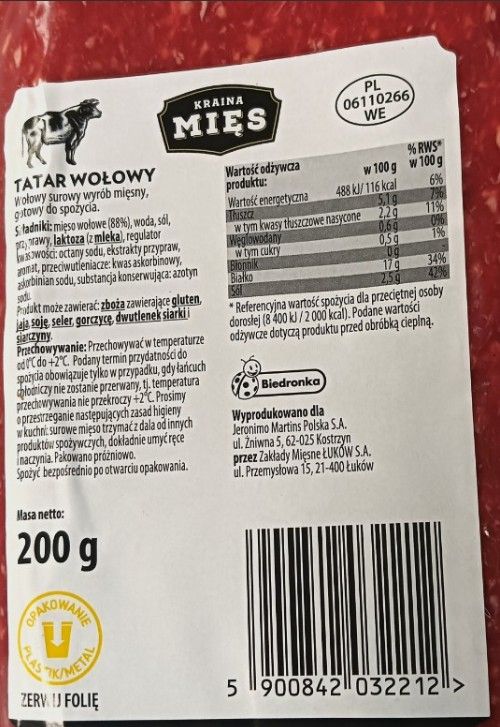 KRAINA
MIĘS
PL
06110266
WE
TATAR WOŁOWY
Wołowy surowy wyrób mięsny,
gotowy do spożycia.
Składniki: mięso wołowe (88%), woda, sól,
przyprawy, laktoza (z mleka), regulator
kwasowości: octany sodu, ekstrakty przypraw,
aromat, przeciwutleniacze: kwas askorbinowy,
askorbinian sodu, substancja konserwująca: azotyn
sodu.
Produkt może zawierać: zboża zawierające gluten,
jaja, soję, seler, gorczycę, dwutlenek siarki i
siarczyny.
Przechowywanie: Przechowywać w temperaturze
od 0°C do +2°C. Podany termin przydatności do
spożycia obowiązuje tylko w przypadku, gdy łańcuch
chłodniczy nie zostanie przerwany, tj. temperatura
przechowywania nie przekroczy +2°C. Prosimy
o przestrzeganie następujących zasad higieny
w kuchni: surowe mięso trzymać z dala od innych
produktów spożywczych, dokładnie umyć ręce
i naczynia. Pakowano próżniowo.
Spożyć bezpośrednio po otwarciu opakowania.
Masa netto:
200 g
OPAKOWANIE
PLASTIK/METAL
ZERWIJ FOLIĘ
Wartość odżywcza produktu: w 100 g % RWS* w 100 g
Wartość energetyczna 488 kJ/ 116 kcal 6%
Tłuszcz 5,1 g 7%
w tym kwasy tłuszczowe nasycone 2,2 g 11%
Węglowodany 0,6 g 0%
w tym cukry 0,5 g 1%
Błonnik 0 g
Białko 17 g 34%
Sól 2,5 g 42%
* Referencyjna wartość spożycia dla przeciętnej osoby
dorosłej (8 400 kJ / 2 000 kcal). Podane wartości
odżywcze dotyczą produktu przed obróbką cieplną.
Biedronka
Wyprodukowano dla
Jeronimo Martins Polska S.A.
ul. Żniwna 5, 62-025 Kostrzyn
przez Zakłady Mięsne ŁUKÓW S.A.
ul. Przemysłowa 15, 21-400 Łuków
5 900842 032212 >